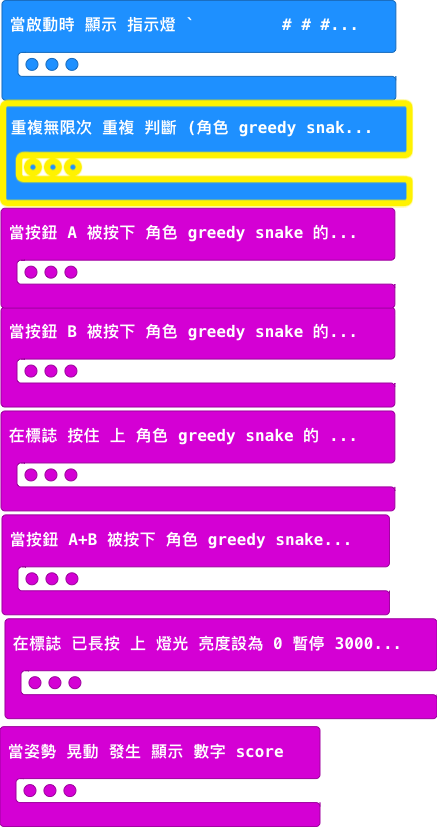 當啟動時 顯示 指示燈 ` # # #...
重複無限次 重複 判斷 (角色 greedy snak...
當按鈕 A 被按下 角色 greedy snake 的...
當按鈕 B 被按下 角色 greedy snake 的...
在標誌 按住 上 角色 greedy snake 的 ...
當按鈕 A+B 被按下 角色 greedy snake...
在標誌 已長按 上 燈光 亮度設為 0 暫停 3000...
當姿勢 晃動 發生 顯示 數字 score